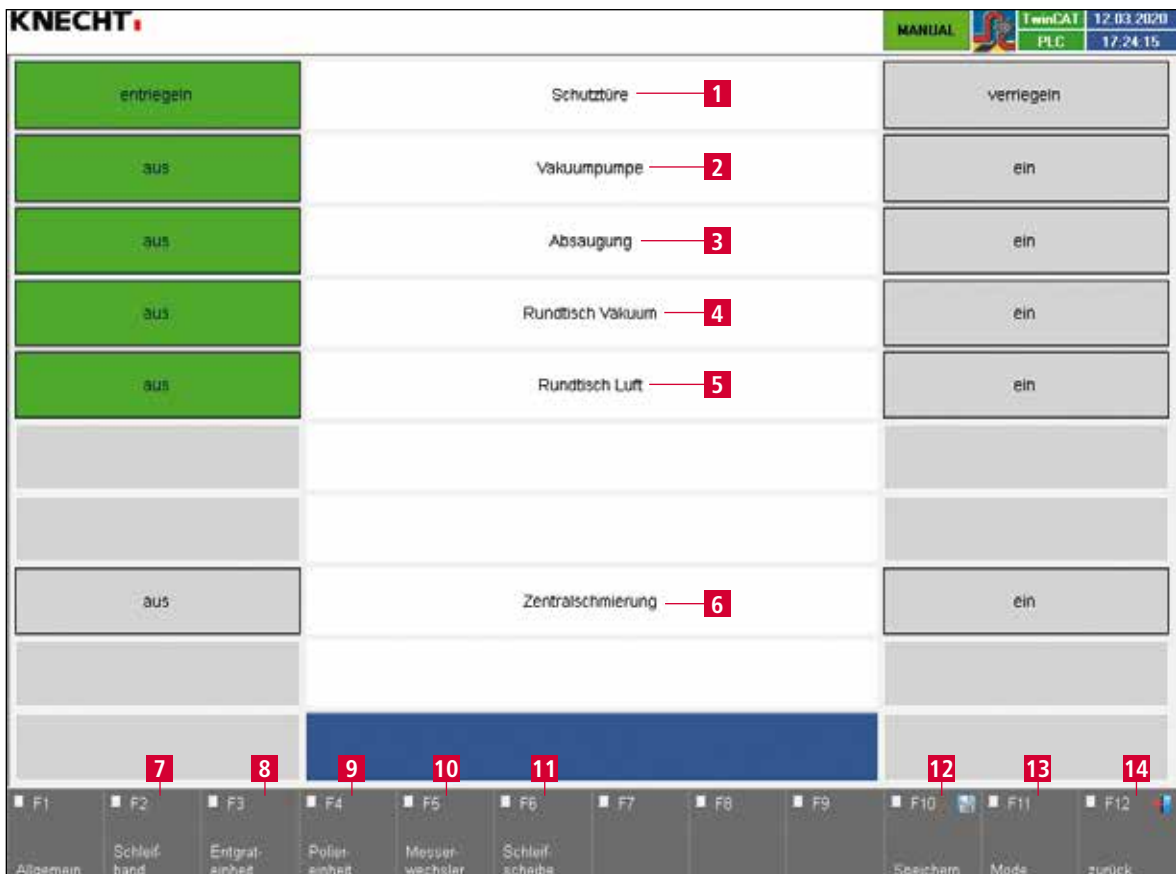 KNECHT
MANUAL
TwinCAT
PLC
12.03.2020
17:24:15
entriegeln
Schutztüre
1
verriegeln
aus
Vakuumpumpe
2
ein
aus
Absaugung
3
ein
aus
Rundtisch Vakuum
4
ein
aus
Rundtisch Luft
5
ein
aus
Zentralschmierung
6
ein
7
8
9
10
11
12
13
14
F1
F2
F3
F4
F5
F6
F7
F8
F9
F10
F11
F12
Allgemein
Schleif-
band
Entgrat-
einheit
Polier-
einheit
Messer-
wechsler
Schleif-
scheibe
Speichern
Mode
zurück